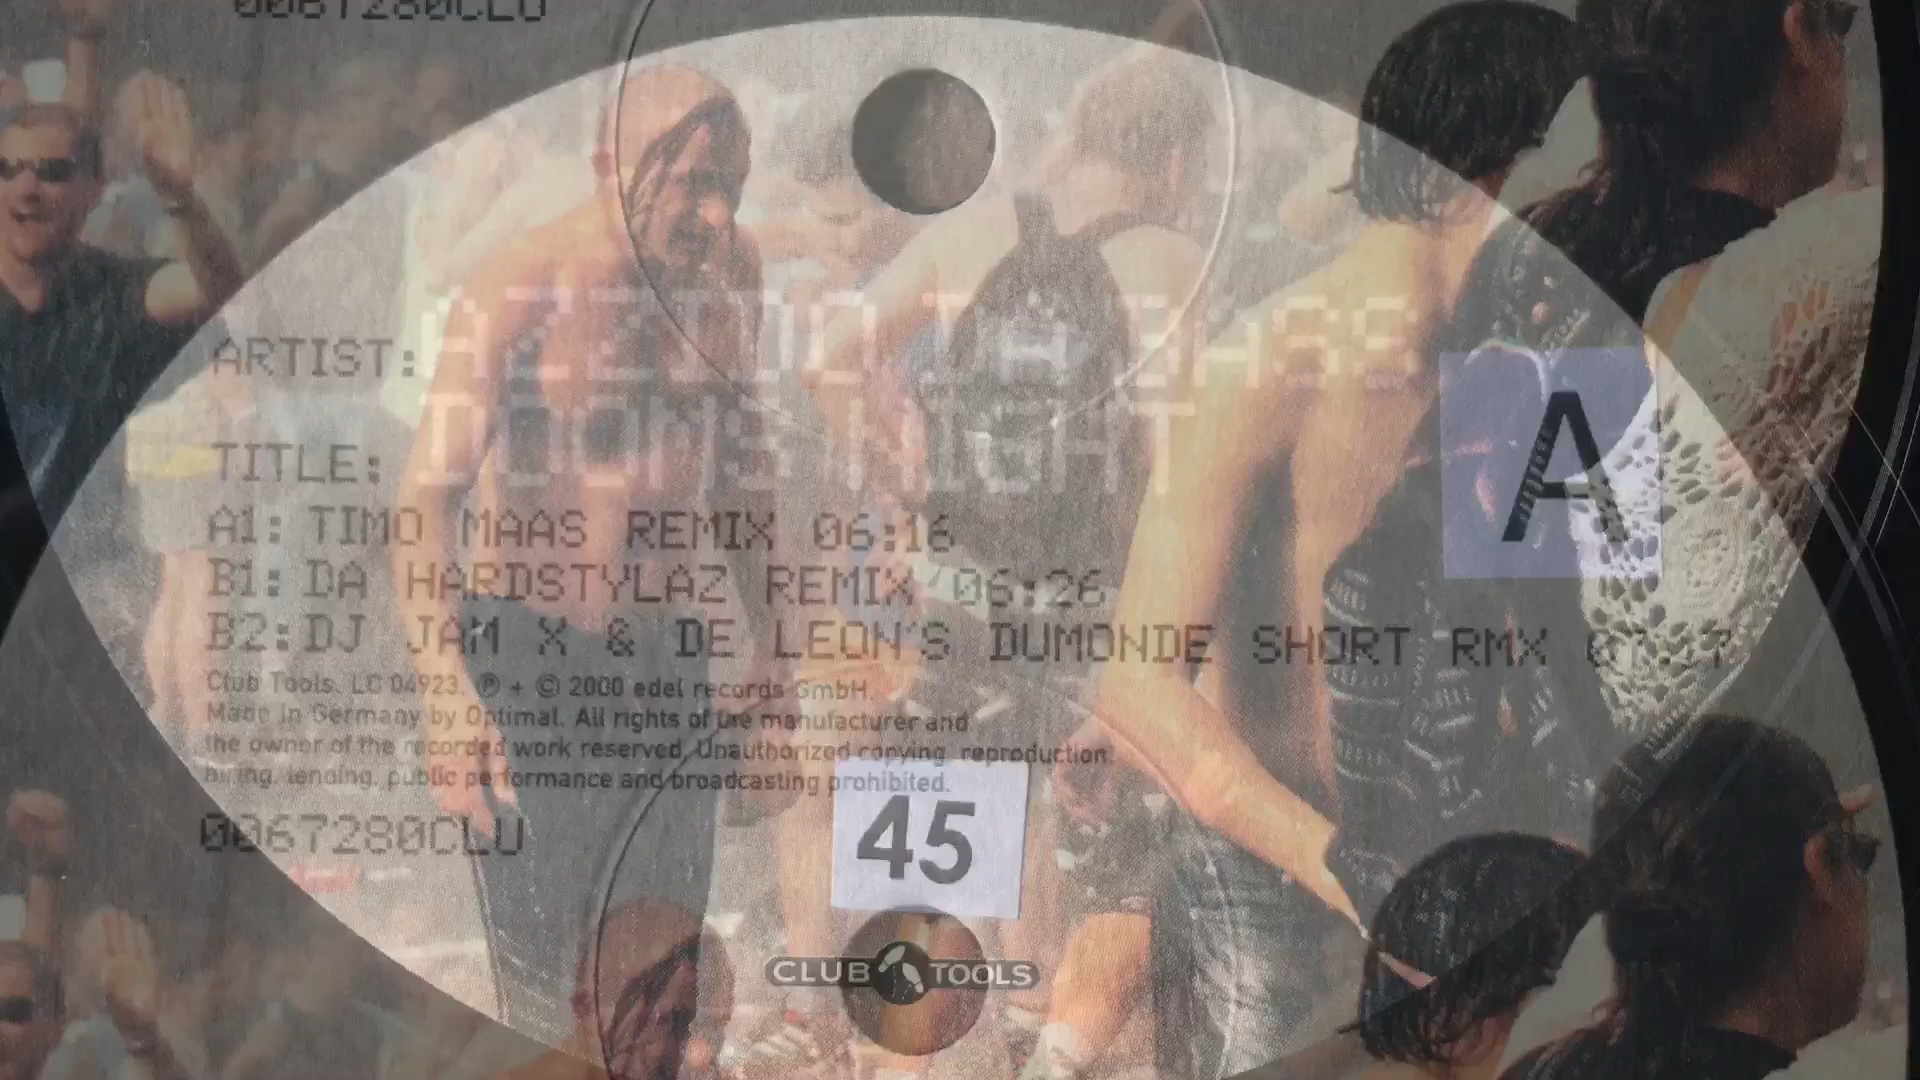 0067280CLU
ARTIST: AZZIDO DA BASS
TITLE: DOOMS NIGHT
A
A1: TIMO MAAS REMIX 06:16
B1: DA HARDSTYLAZ REMIX 06:26
B2: DJ JAM X & DE LEON'S DUMONDE SHORT RMX
Club Tools. LC 04923. ℗ + © 2000 edel records GmbH.
Made in Germany by Optimal. All rights of the manufacturer and
the owner of the recorded work reserved. Unauthorized copying, reproduction,
hiring, lending, public performance and broadcasting prohibited.
0067280CLU
45
CLUB TOOLS